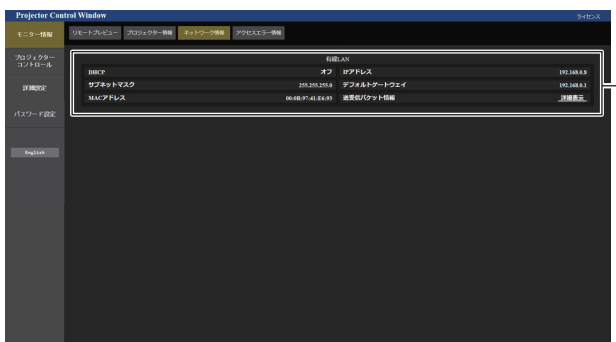 Projector Control Window ライセンス
モニター情報 リモートプレビュー プロジェクター情報 ネットワーク情報 アクセスエラー情報
プロジェクター
コントロール
詳細設定
パスワード設定
English
有線LAN
DHCP オフ IPアドレス 192.168.0.8
サブネットマスク 255.255.255.0 デフォルトゲートウェイ 192.168.0.1
MACアドレス 00:0B:97:41:E6:93 送受信パケット情報 詳細表示